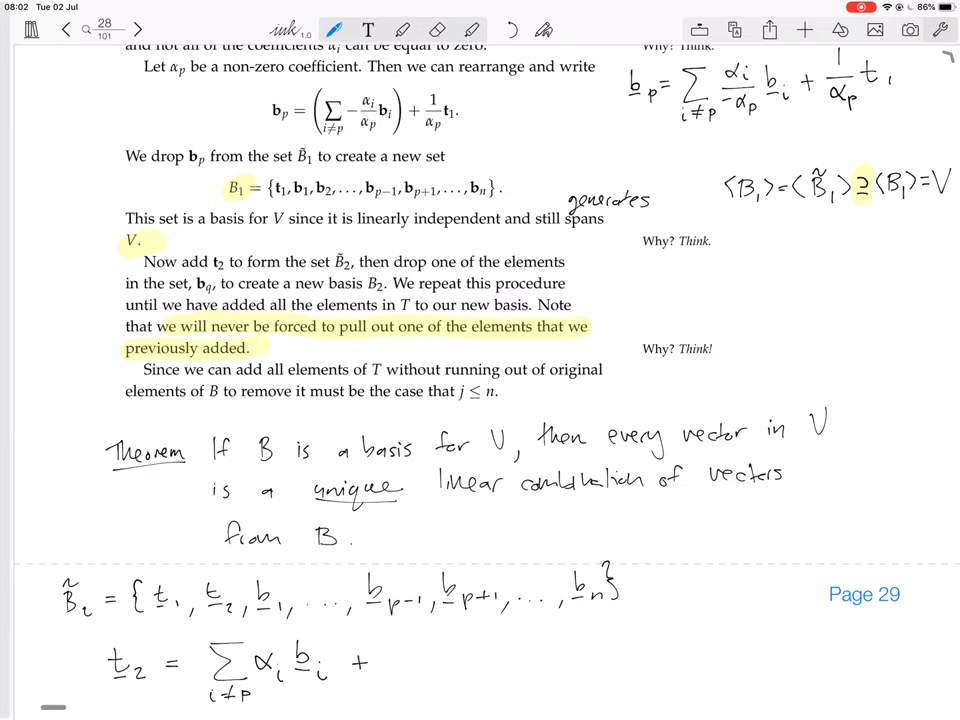 08:02 Tue 02 Jul 86%
28
101
ink 1.0 T
and not all of the coefficients αᵢ can be equal to zero. Why? Think.
Let αₚ be a non-zero coefficient. Then we can rearrange and write
bₚ = ∑_{i≠p} αᵢ/−αₚ bᵢ + 1/αₚ t₁
bₚ = (∑_{i≠p} −αᵢ/αₚ bᵢ) + 1/αₚ t₁.
We drop bₚ from the set B̃₁ to create a new set
B₁ = {t₁, b₁, b₂, . . . , bₚ₋₁, bₚ₊₁, . . . , bₙ} .
⟨B₁⟩ = ⟨B̃₁⟩ ⊇ ⟨B₁⟩ = V
generates
This set is a basis for V since it is linearly independent and still spans
V. Why? Think.
Now add t₂ to form the set B̃₂, then drop one of the elements
in the set, b_q, to create a new basis B₂. We repeat this procedure
until we have added all the elements in T to our new basis. Note
that we will never be forced to pull out one of the elements that we
previously added. Why? Think!
Since we can add all elements of T without running out of original
elements of B to remove it must be the case that j ≤ n.
Theorem If B is a basis for V, then every vector in V
is a unique linear combination of vectors
from B.
B̃₂ = {t₁, t₂, b₁, ..., bₚ₋₁, bₚ₊₁, ..., bₙ}
Page 29
t₂ = ∑_{i≠p} αᵢ bᵢ +